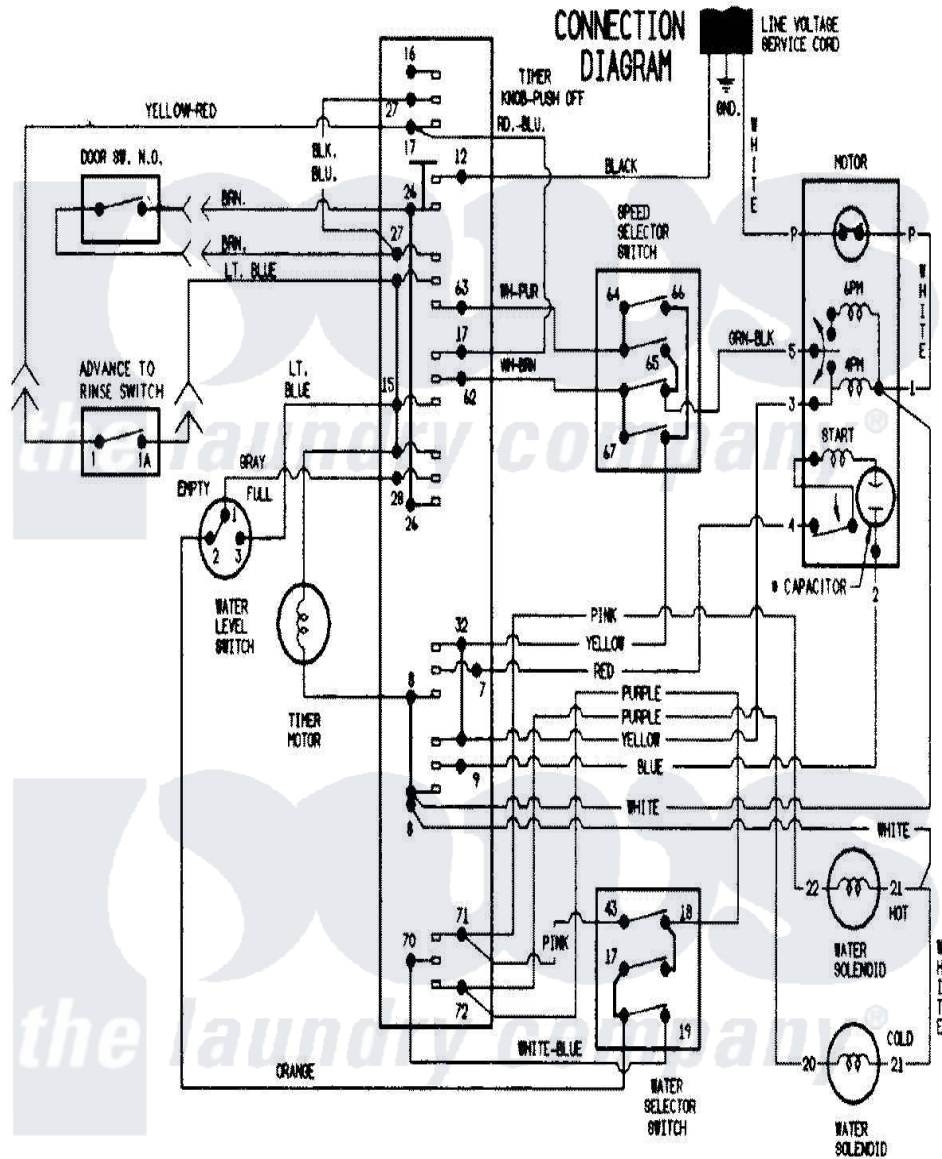 CONNECTION
DIAGRAM
LINE VOLTAGE
SERVICE CORD
GND.
WHITE
TIMER
KNOB-PUSH OFF
16
27
17
YELLOW-RED
BLK.
BLU.
RD.-BLU.
12
BLACK
MOTOR
DOOR SW. N.O.
BRN.
26
BRN.
27
LT. BLUE
SPEED
SELECTOR
SWITCH
P
P
WHITE
63
WH-PUR
64
66
6PM
17
65
GRN-BLK
5
4PM
62
WH-BRN
1
3
ADVANCE TO
RINSE SWITCH
LT.
BLUE
15
67
START
1
1A
GRAY
EMPTY
FULL
28
26
1
2
3
4
* CAPACITOR
2
WATER
LEVEL
SWITCH
TIMER
MOTOR
PINK
32
YELLOW
7
RED
8
PURPLE
PURPLE
YELLOW
9
BLUE
WHITE
8
WHITE
22
21
HOT
WATER
SOLENOID
71
70
PINK
43
18
17
72
19
WHITE
WHITE-BLUE
ORANGE
COLD
20
21
WATER
SELECTOR
SWITCH
WATER
SOLENOID
the laundry company®
the laundry company®